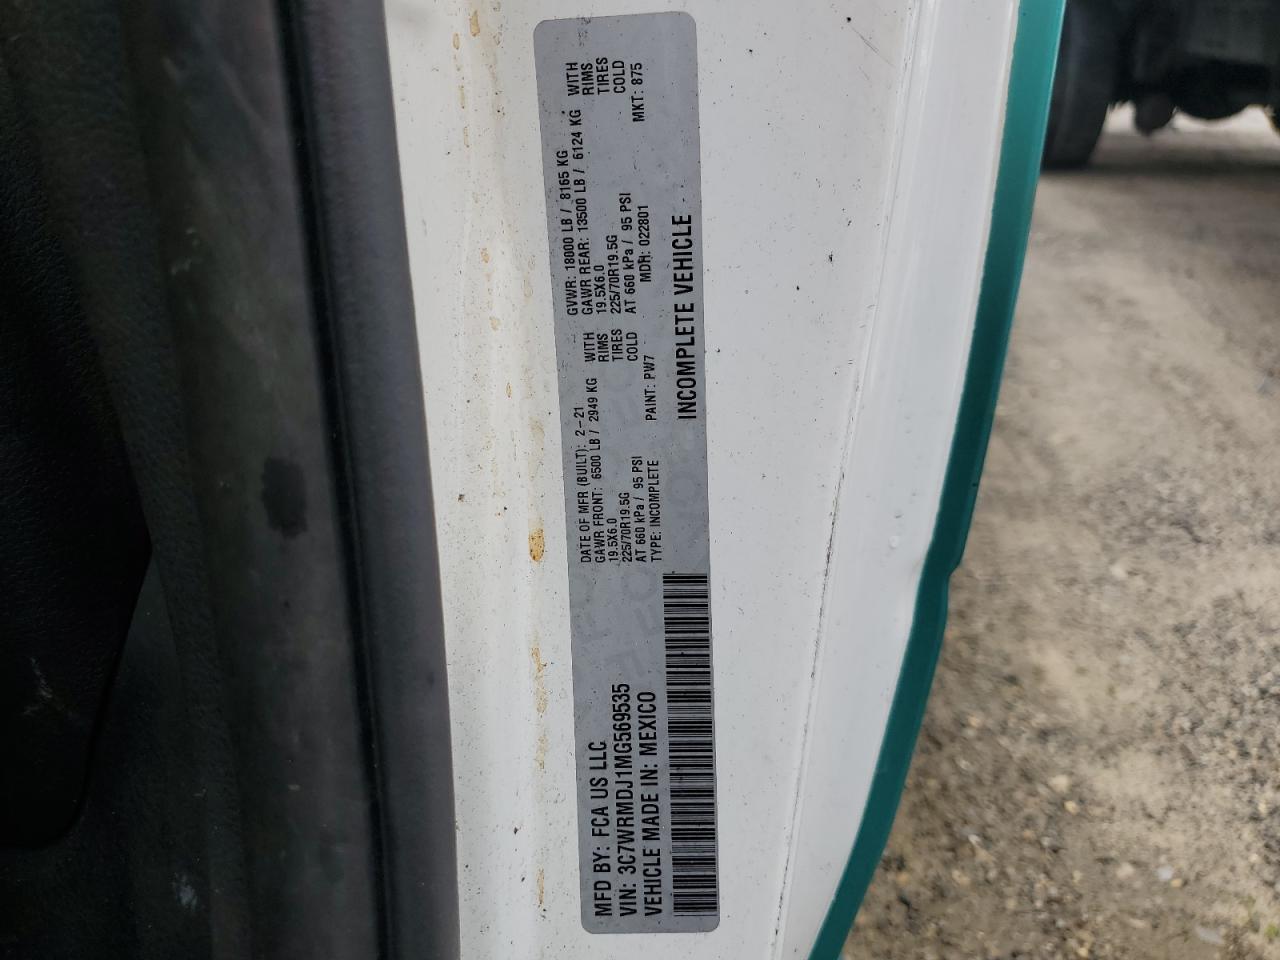 MFD BY: FCA US LLC
VIN: 3C7WRMDJ1MG569535
VEHICLE MADE IN: MEXICO
DATE OF MFR (BUILT): 2-21
GAWR FRONT: 6500 LB / 2949 KG WITH
19.5X6.0 RIMS
225/70R19.5G TIRES
AT 660 kPa / 95 PSI COLD
TYPE: INCOMPLETE PAINT: PW7
GVWR: 18000 LB / 8165 KG
GAWR REAR: 13500 LB / 6124 KG WITH
19.5X6.0 RIMS
225/70R19.5G TIRES
AT 660 kPa / 95 PSI COLD
MDH: 022801 MKT: 875
INCOMPLETE VEHICLE